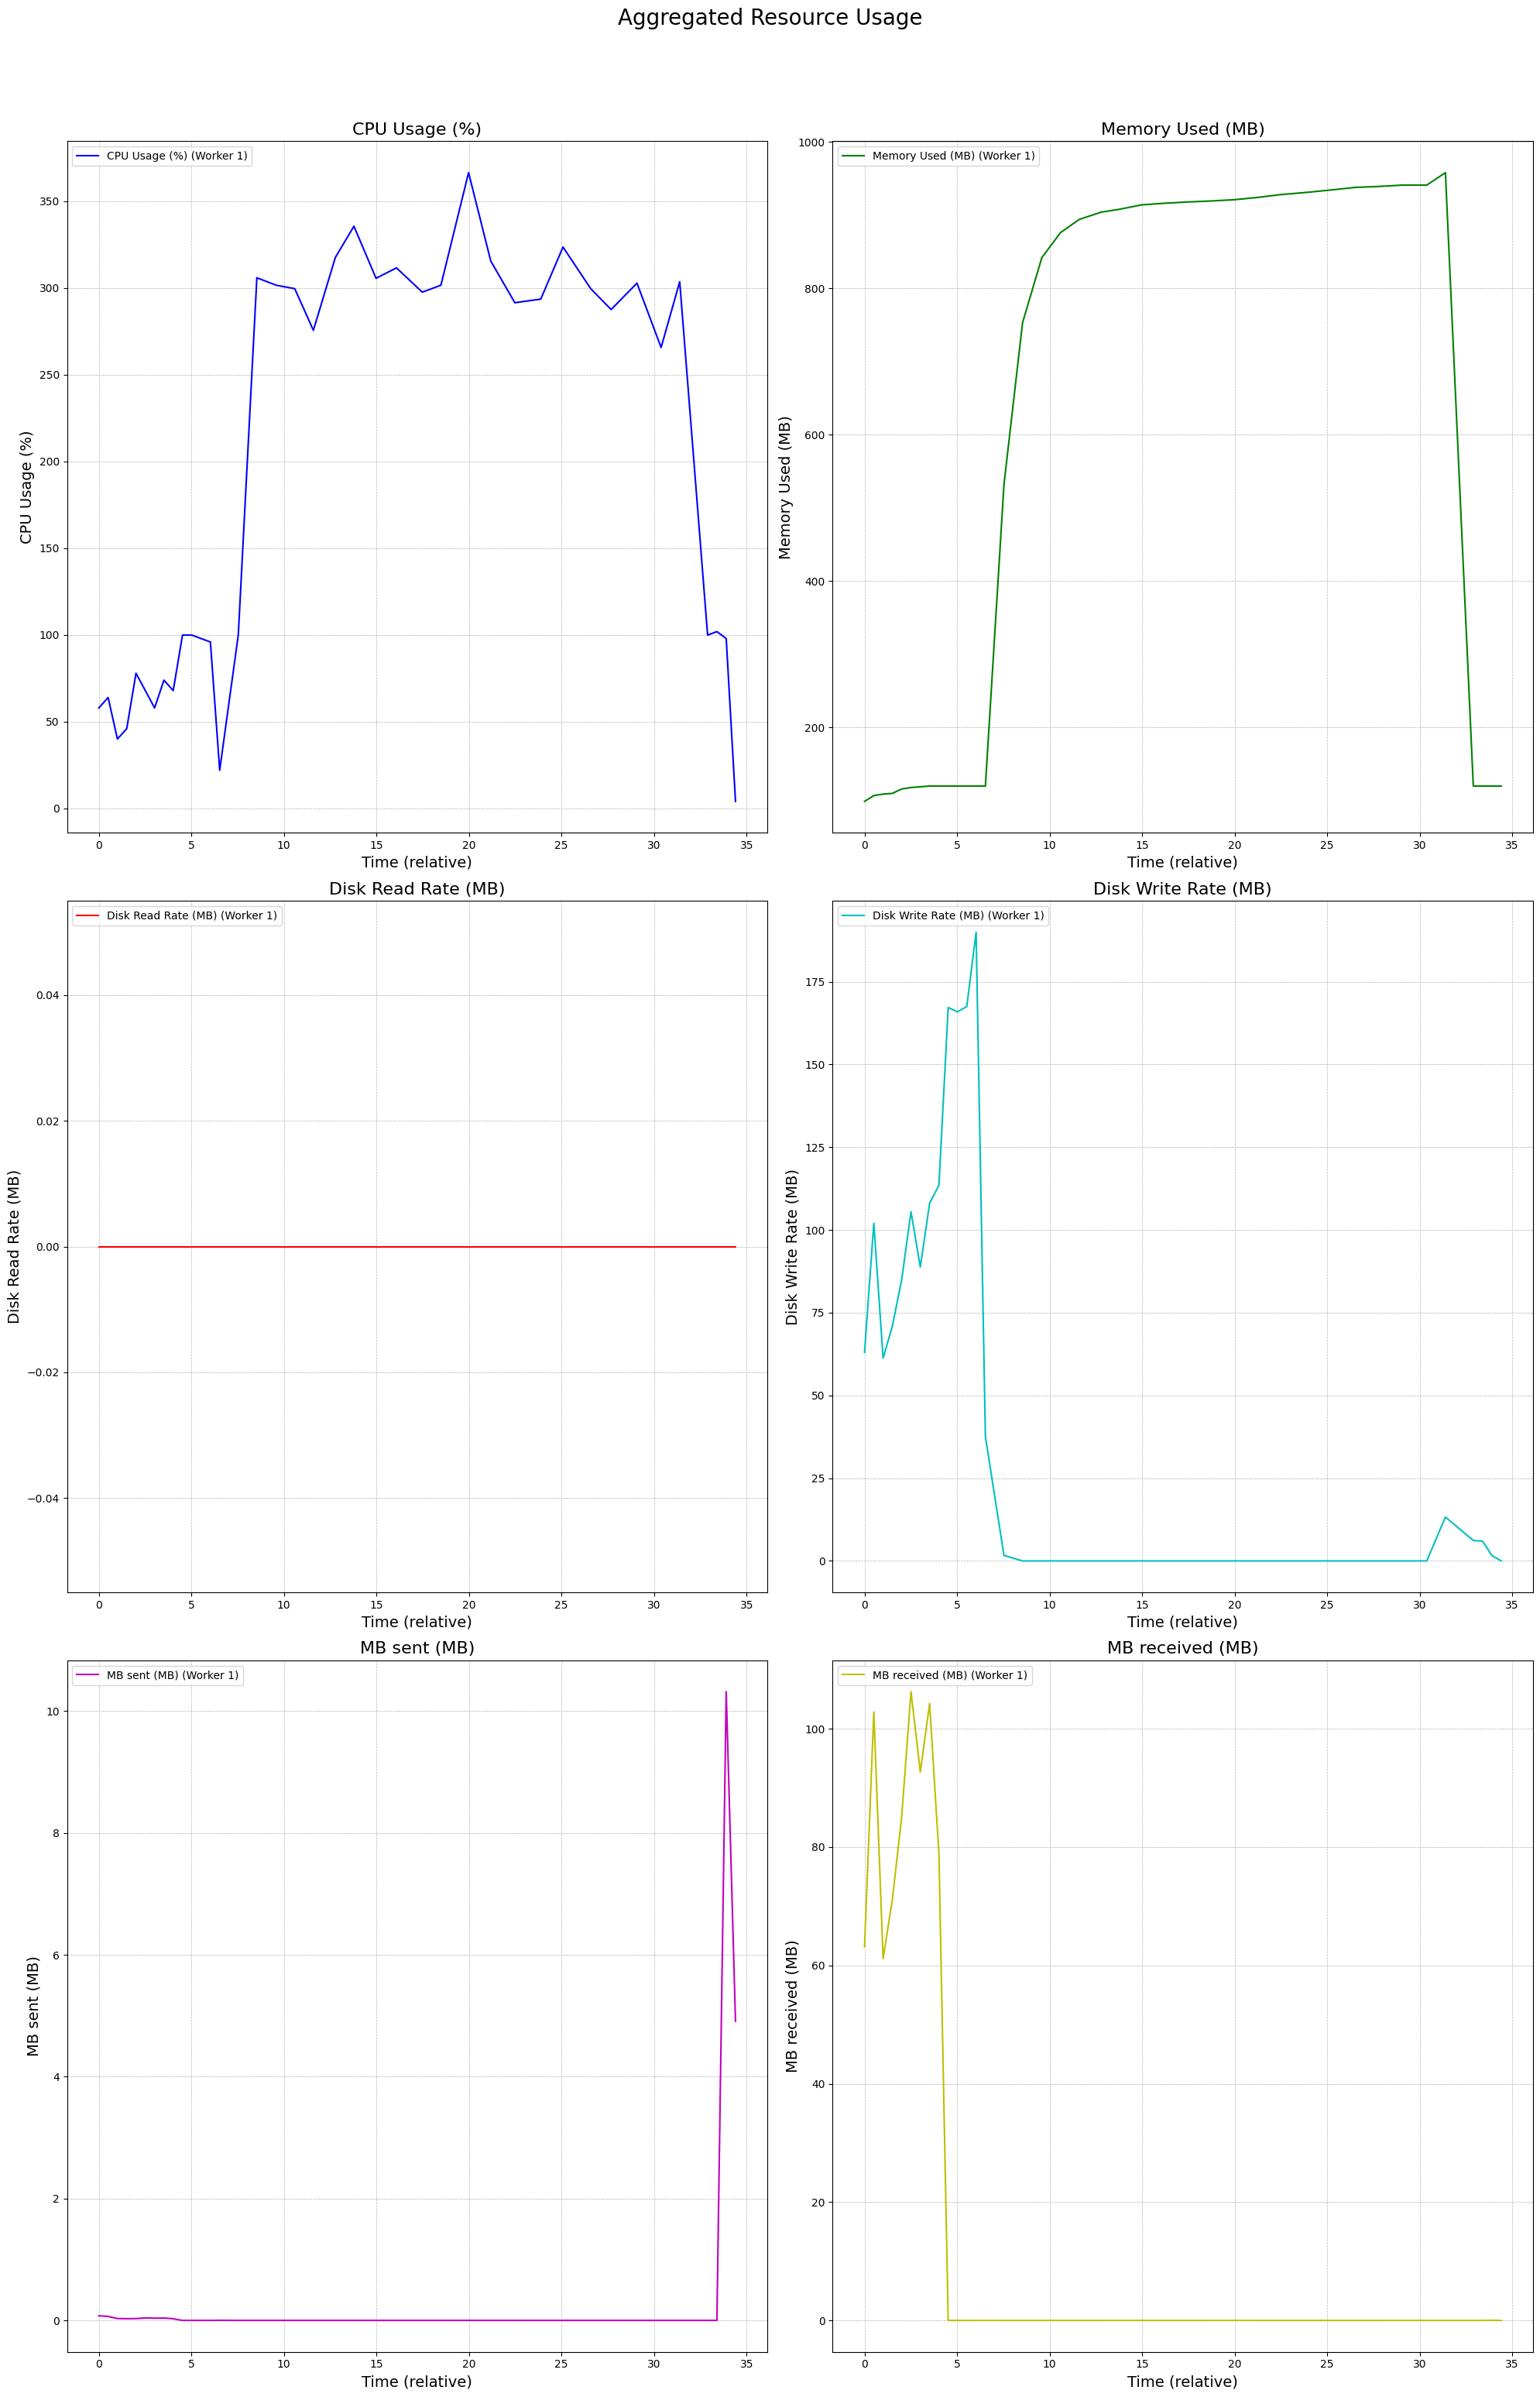 Aggregated Resource Usage
CPU Usage (%)
CPU Usage (%) (Worker 1)
CPU Usage (%)
350
300
250
200
150
100
50
0
0 5 10 15 20 25 30 35
Time (relative)
Memory Used (MB)
Memory Used (MB) (Worker 1)
Memory Used (MB)
1000
800
600
400
200
0 5 10 15 20 25 30 35
Time (relative)
Disk Read Rate (MB)
Disk Read Rate (MB) (Worker 1)
Disk Read Rate (MB)
0.04
0.02
0.00
−0.02
−0.04
0 5 10 15 20 25 30 35
Time (relative)
Disk Write Rate (MB)
Disk Write Rate (MB) (Worker 1)
Disk Write Rate (MB)
175
150
125
100
75
50
25
0
0 5 10 15 20 25 30 35
Time (relative)
MB sent (MB)
MB sent (MB) (Worker 1)
MB sent (MB)
10
8
6
4
2
0
0 5 10 15 20 25 30 35
Time (relative)
MB received (MB)
MB received (MB) (Worker 1)
MB received (MB)
100
80
60
40
20
0
0 5 10 15 20 25 30 35
Time (relative)